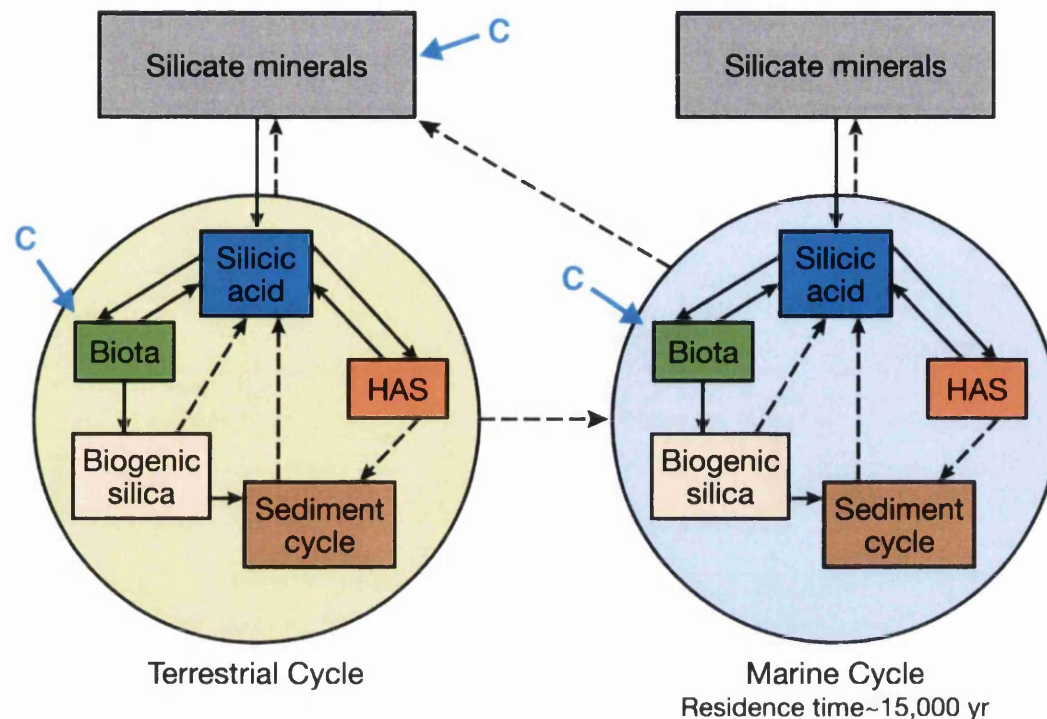 Silicate minerals
C
C
Silicic
acid
Biota
HAS
Biogenic
silica
Sediment
cycle
Terrestrial Cycle
Silicate minerals
C
Silicic
acid
Biota
HAS
Biogenic
silica
Sediment
cycle
Marine Cycle
Residence time~15,000 yr